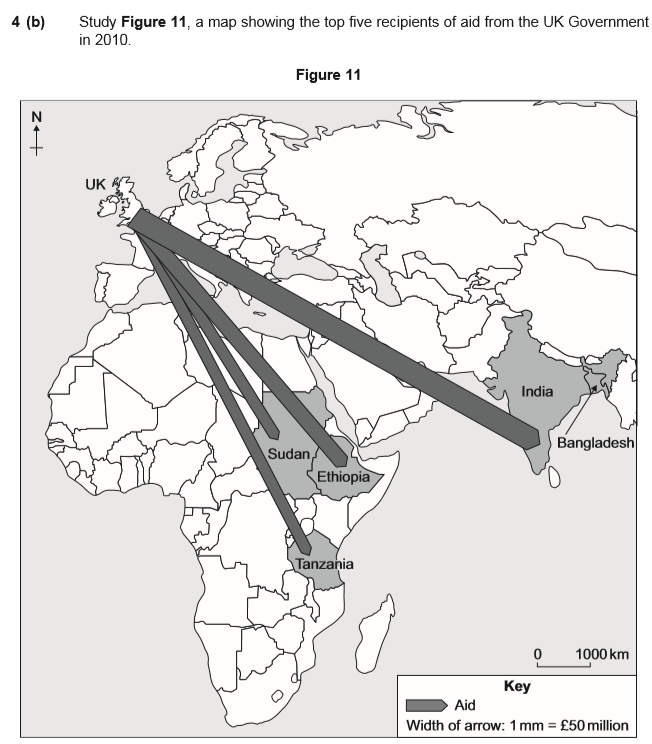 4 (b) Study Figure 11, a map showing the top five recipients of aid from the UK Government
in 2010.
Figure 11
N
UK
India
Bangladesh
Sudan
Ethiopia
Tanzania
0 1000 km
Key
Aid
Width of arrow: 1 mm = £50 million